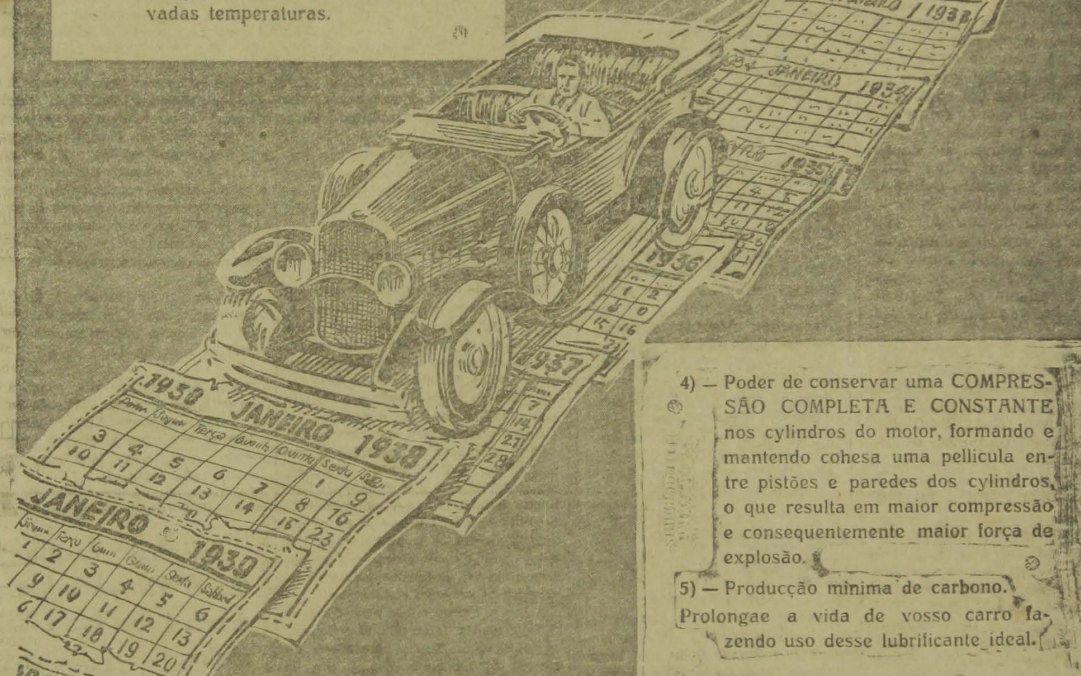 vadas temperaturas.
1933
JANEIRO 1934
1935
1936
1937
1938 JANEIRO 1938
3 4 5 6 7 8 9
10 11 12 13 14 15 16
23
JANEIRO 1939
1 2 3 4 5 6
9 10 11 12 13
17 18 19 20
4) — Poder de conservar uma COMPRES-
SÃO COMPLETA E CONSTANTE
nos cylindros do motor, formando e
mantendo cohesa uma pellicula en-
tre pistões e paredes dos cylindros,
o que resulta em maior compressão
e consequentemente maior força de
explosão.
5) — Producção minima de carbono.
Prolongae a vida de vosso carro fa-
zendo uso desse lubrificante ideal.